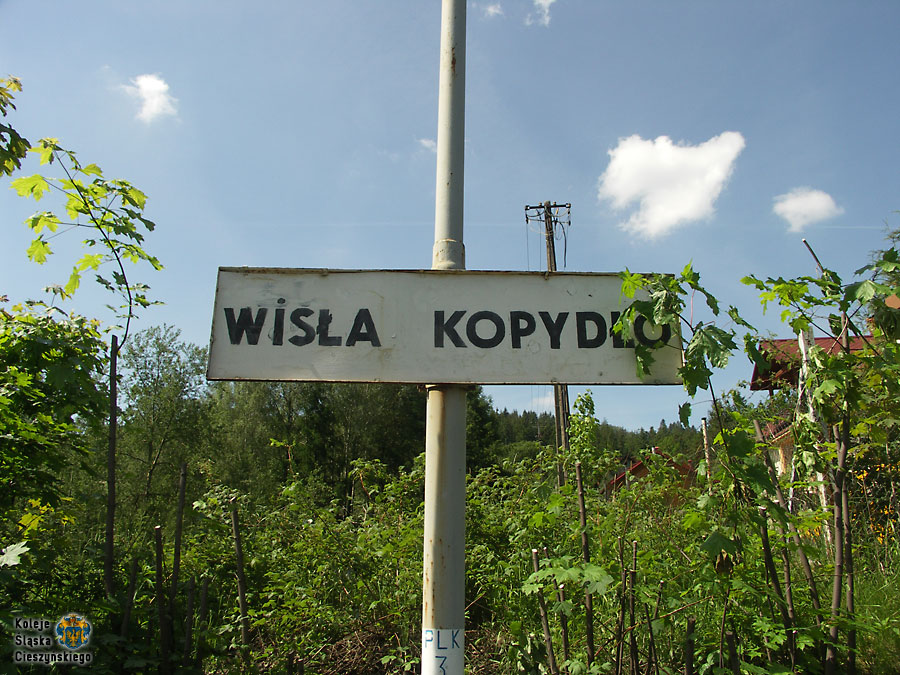 WiSŁA KOPYDŁO
PLK
3
Koleje
Śląska
Cieszyńskiego